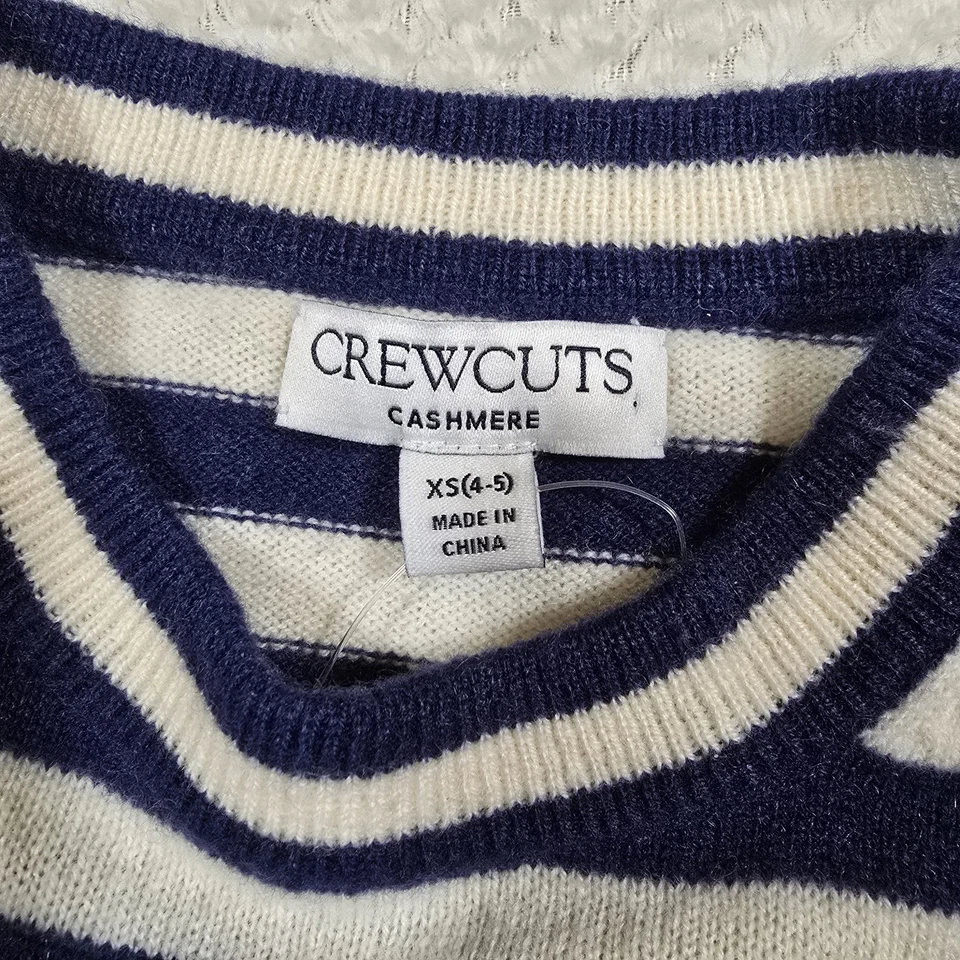 CREWCUTS
CASHMERE
XS(4-5)
MADE IN
CHINA